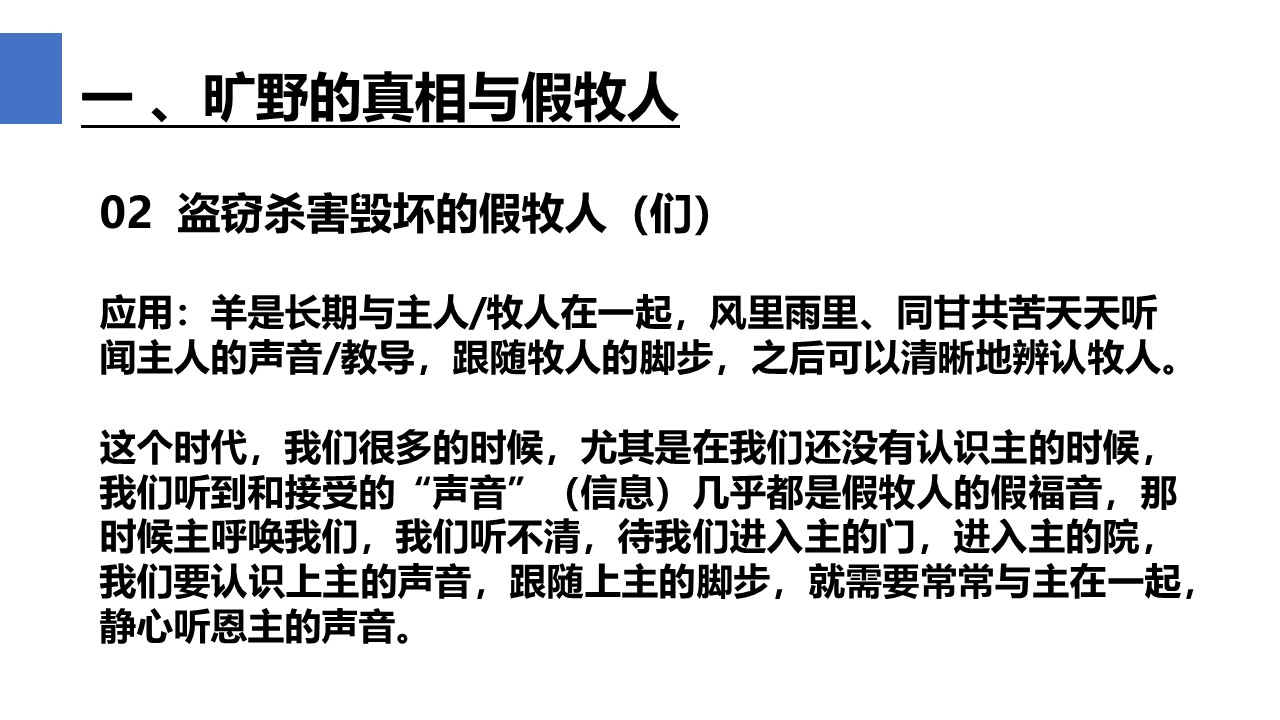 一 、旷野的真相与假牧人
02 盗窃杀害毁坏的假牧人（们）
应用：羊是长期与主人/牧人在一起，风里雨里、同甘共苦天天听
闻主人的声音/教导，跟随牧人的脚步，之后可以清晰地辨认牧人。
这个时代，我们很多的时候，尤其是在我们还没有认识主的时候，
我们听到和接受的“声音”（信息）几乎都是假牧人的假福音，那
时候主呼唤我们，我们听不清，待我们进入主的门，进入主的院，
我们要认识上主的声音，跟随上主的脚步，就需要常常与主在一起，
静心听恩主的声音。